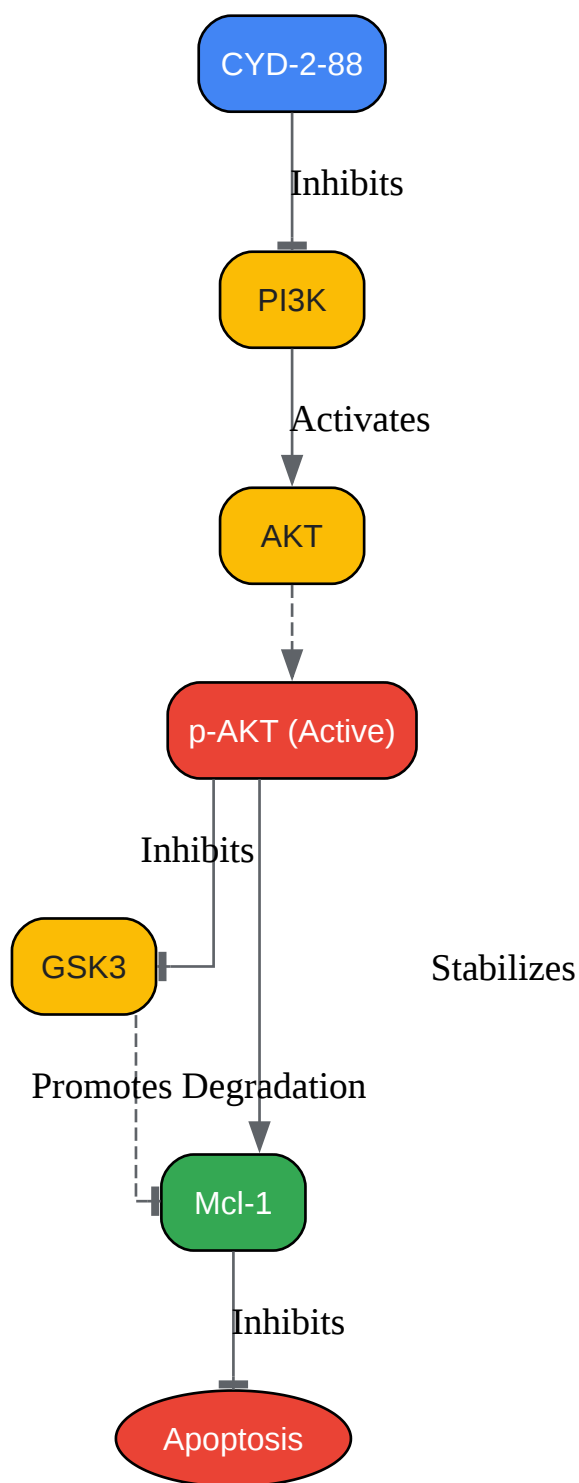 CYD-2-88
Inhibits
PI3K
Activates
AKT
p-AKT (Active)
Inhibits
GSK3
Stabilizes
Promotes Degradation
Mcl-1
Inhibits
Apoptosis